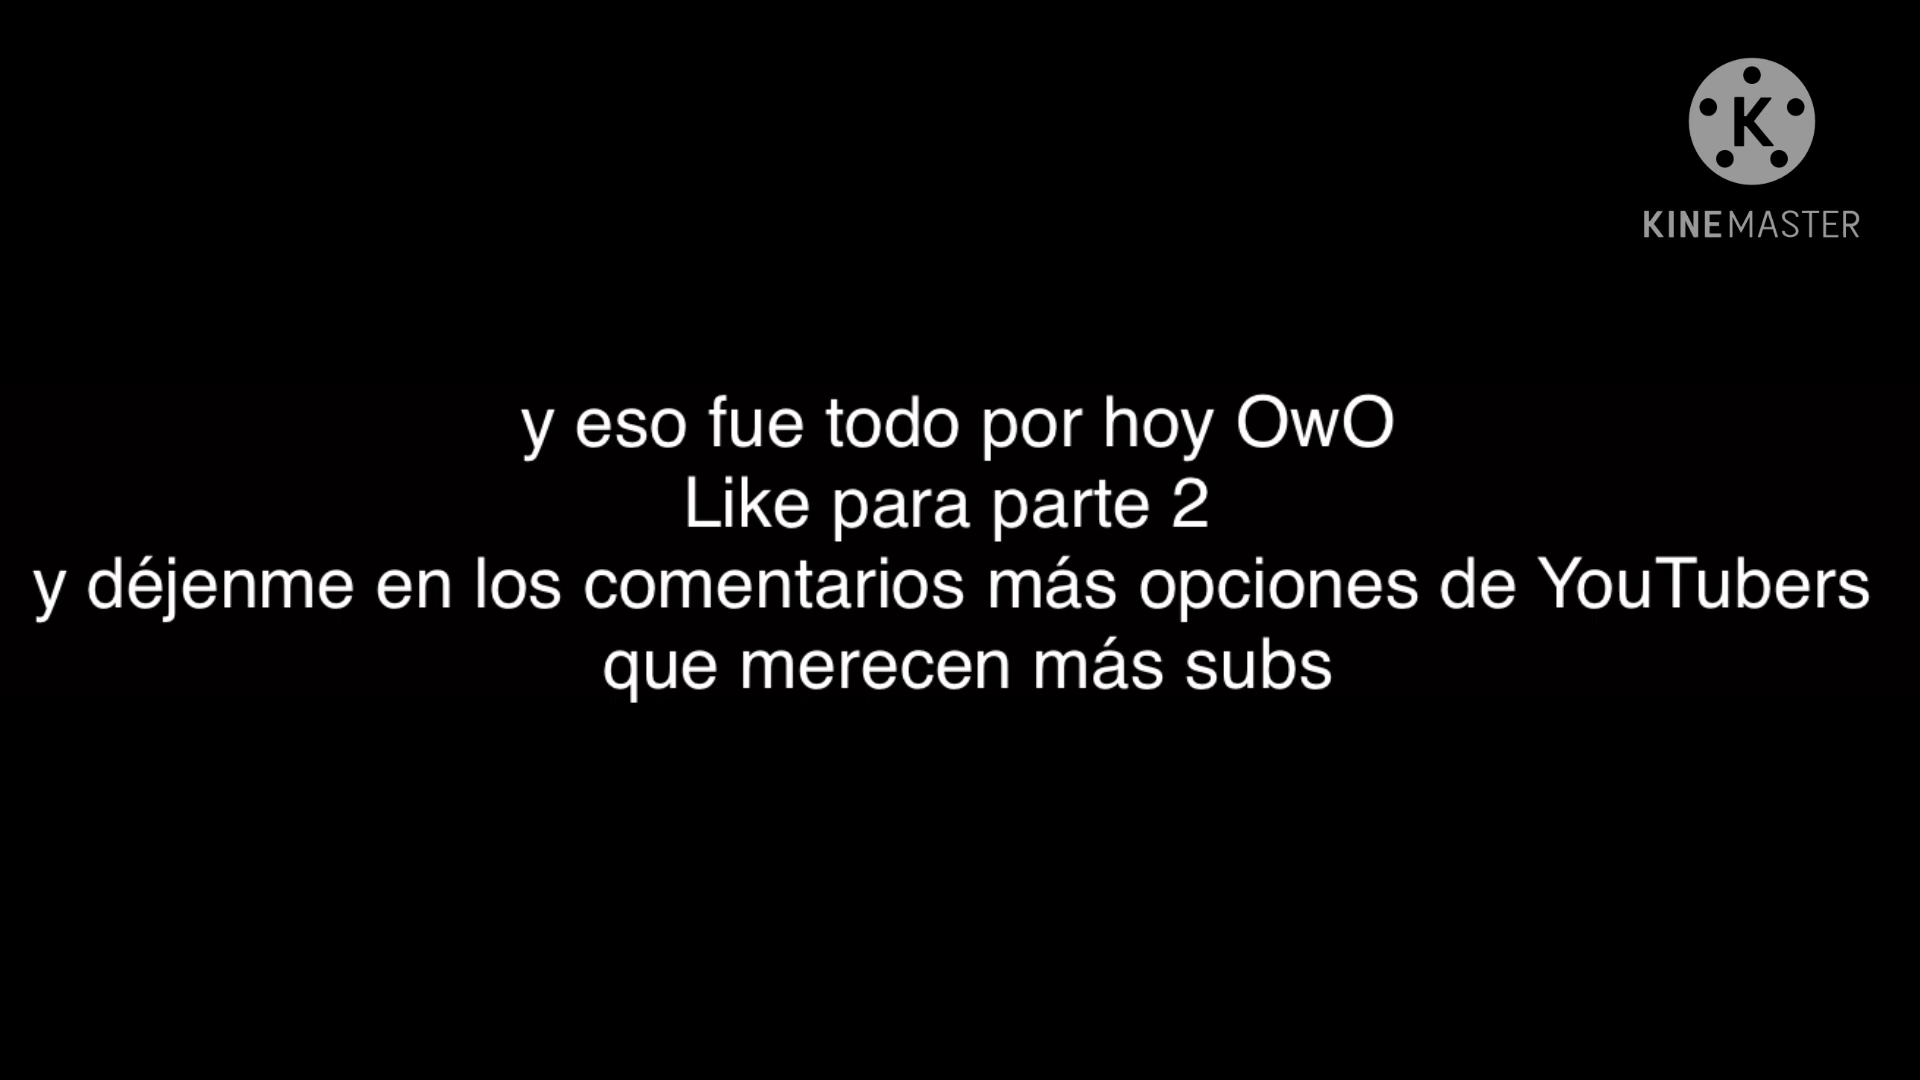 K
KINEMASTER
y eso fue todo por hoy OwO
Like para parte 2
y déjenme en los comentarios más opciones de YouTubers
que merecen más subs